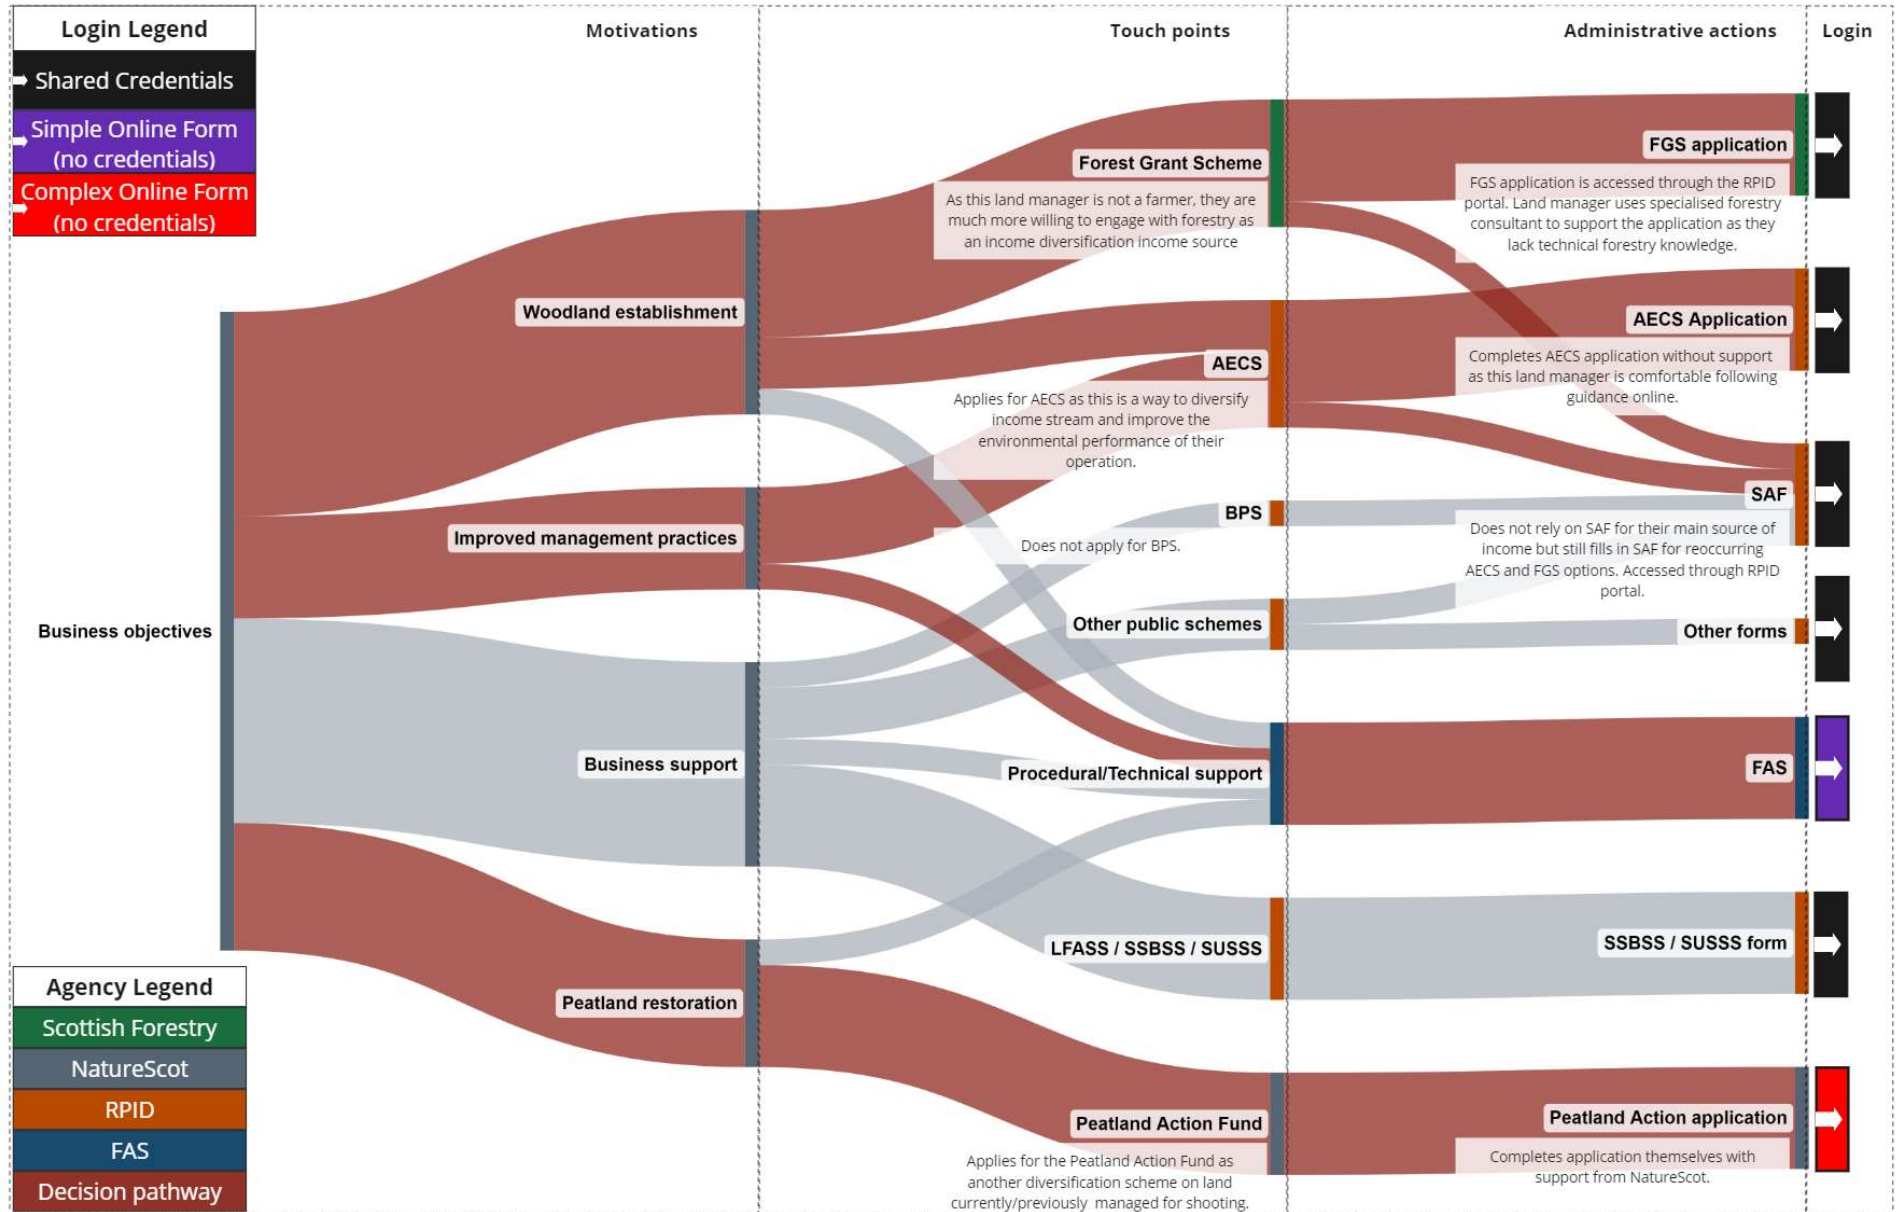 Login Legend
Shared Credentials
Simple Online Form
(no credentials)
Complex Online Form
(no credentials)
Motivations
Touch points
Administrative actions
Login
Business objectives
Woodland establishment
Improved management practices
Business support
Peatland restoration
Forest Grant Scheme
As this land manager is not a farmer, they are
much more willing to engage with forestry as
an income diversification income source
AECS
Applies for AECS as this is a way to diversify
income stream and improve the
environmental performance of their
operation.
BPS
Does not apply for BPS.
Other public schemes
Procedural/Technical support
LFASS / SSBSS / SUSSS
Peatland Action Fund
Applies for the Peatland Action Fund as
another diversification scheme on land
currently/previously managed for shooting.
FGS application
FGS application is accessed through the RPID
portal. Land manager uses specialised forestry
consultant to support the application as they
lack technical forestry knowledge.
AECS Application
Completes AECS application without support
as this land manager is comfortable following
guidance online.
SAF
Does not rely on SAF for their main source of
income but still fills in SAF for reoccurring
AECS and FGS options. Accessed through RPID
portal.
Other forms
FAS
SSBSS / SUSSS form
Peatland Action application
Completes application themselves with
support from NatureScot.
Agency Legend
Scottish Forestry
NatureScot
RPID
FAS
Decision pathway